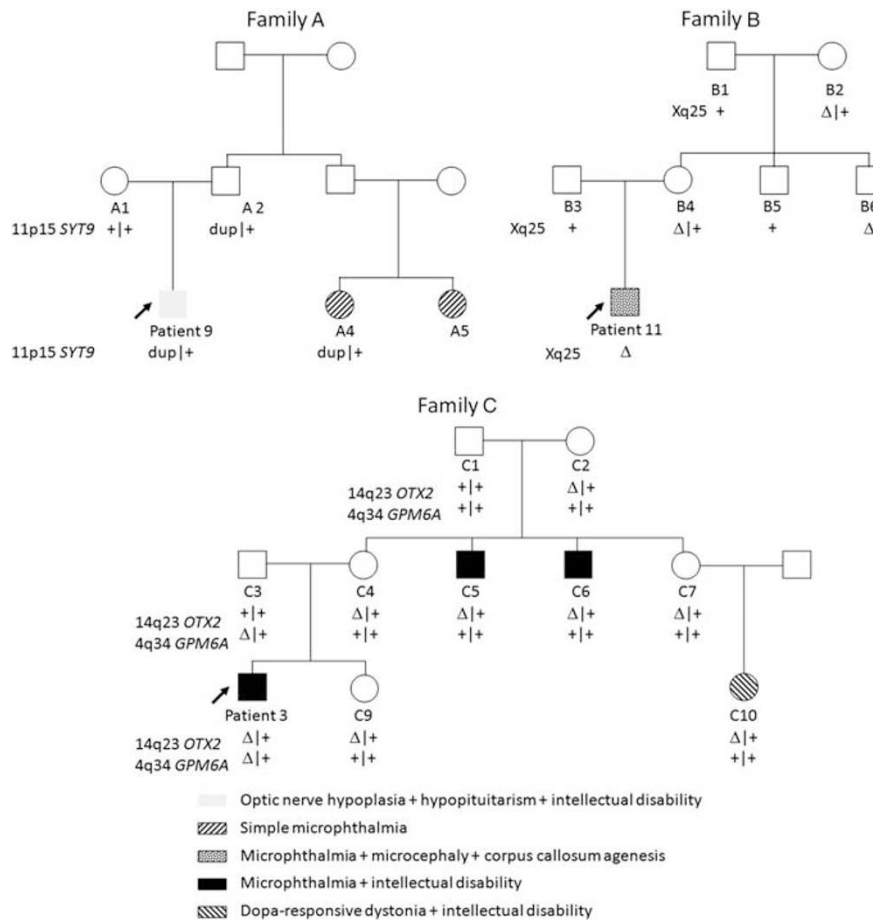 Family A
Family B
B1 B2
Xq25 + Δ|+
A1 A2
11p15 SYT9 +|+ dup|+
B3 B4 B5 B6
Xq25 + Δ|+ + Δ
Patient 9 A4 A5
11p15 SYT9 dup|+ dup|+
Patient 11
Xq25 Δ
Family C
C1 C2
14q23 OTX2 +|+ Δ|+
4q34 GPM6A +|+ +|+
C3 C4 C5 C6 C7
14q23 OTX2 +|+ Δ|+ Δ|+ Δ|+ Δ|+
4q34 GPM6A Δ|+ +|+ +|+ +|+ +|+
Patient 3 C9 C10
14q23 OTX2 Δ|+ Δ|+ Δ|+
4q34 GPM6A Δ|+ +|+ +|+
Optic nerve hypoplasia + hypopituitarism + intellectual disability
Simple microphthalmia
Microphthalmia + microcephaly + corpus callosum agenesis
Microphthalmia + intellectual disability
Dopa-responsive dystonia + intellectual disability